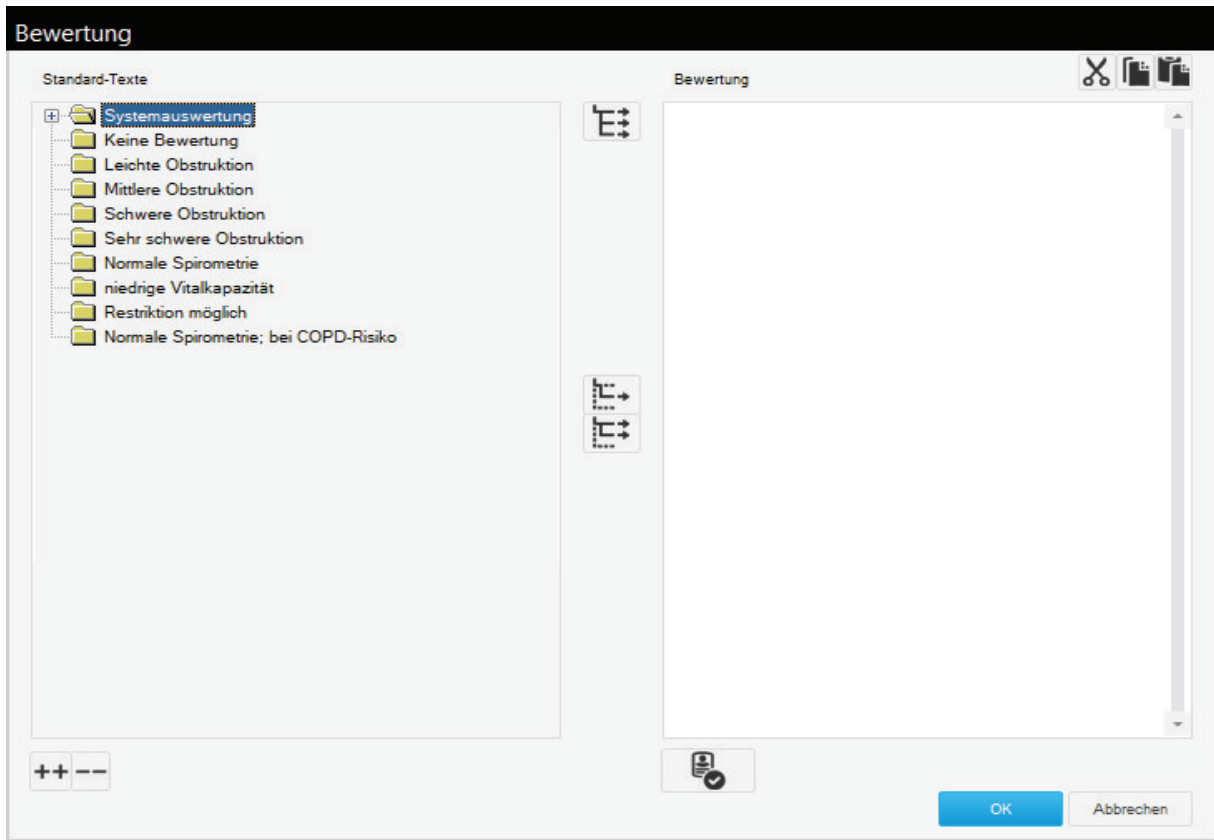 Bewertung
Standard-Texte
Bewertung
Systemauswertung
Keine Bewertung
Leichte Obstruktion
Mittlere Obstruktion
Schwere Obstruktion
Sehr schwere Obstruktion
Normale Spirometrie
niedrige Vitalkapazität
Restriktion möglich
Normale Spirometrie; bei COPD-Risiko
++ --
OK Abbrechen